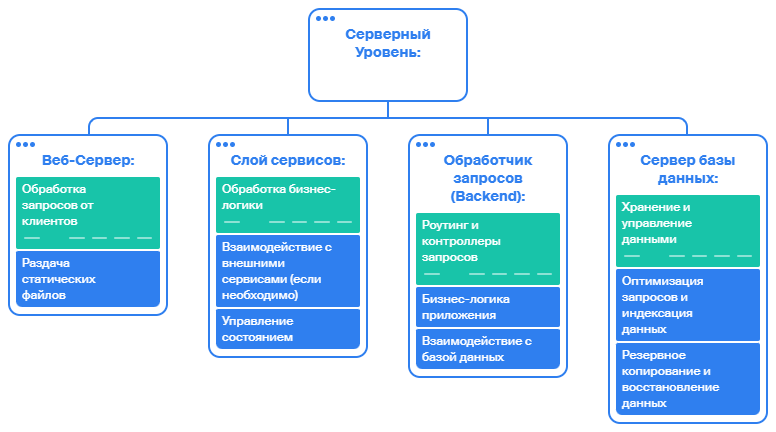 Серверный
Уровень:
Веб-Сервер:
Обработка
запросов от
клиентов
Раздача
статических
файлов
Слой сервисов:
Обработка бизнес-
логики
Взаимодействие с
внешними
сервисами (если
необходимо)
Управление
состоянием
Обработчик
запросов
(Backend):
Роутинг и
контроллеры
запросов
Бизнес-логика
приложения
Взаимодействие с
базой данных
Сервер базы
данных:
Хранение и
управление
данными
Оптимизация
запросов и
индексация
данных
Резервное
копирование и
восстановление
данных